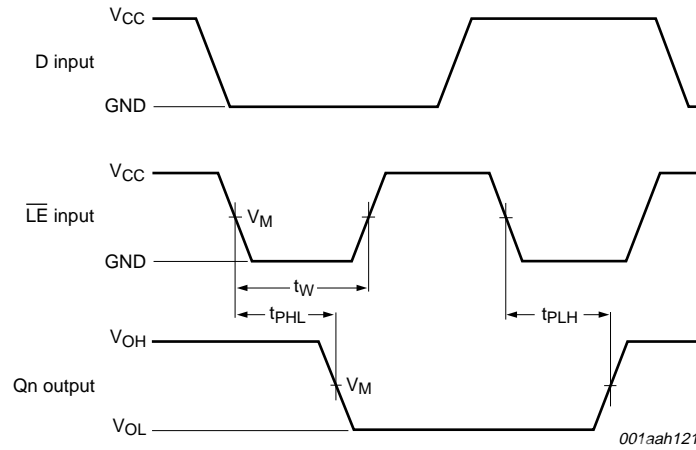 VCC
D input
GND
VCC
LE input
VM
GND
tW
tPHL
tPLH
VOH
Qn output
VM
VOL
001aah121